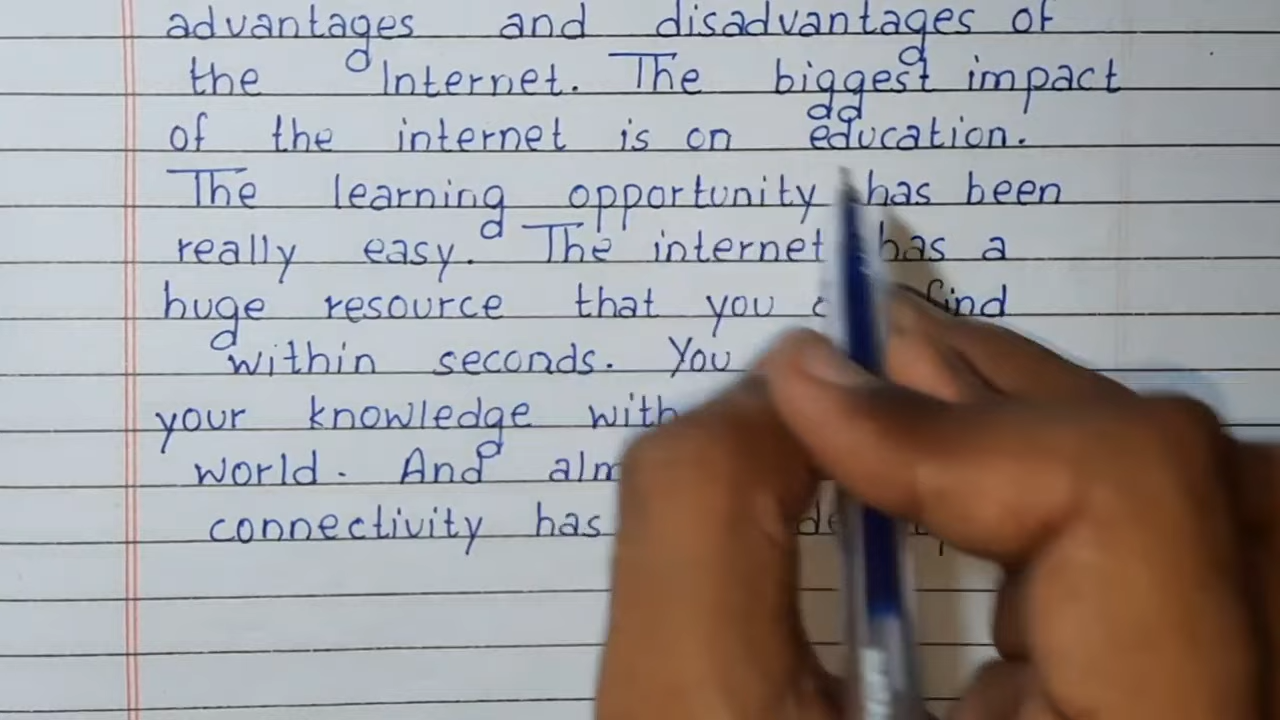 advantages and disadvantages of
the Internet. The biggest impact
of the internet is on education.
The learning opportunity has been
really easy. The internet has a
huge resource that you find
within seconds. You
your knowledge with
world. And
connectivity has